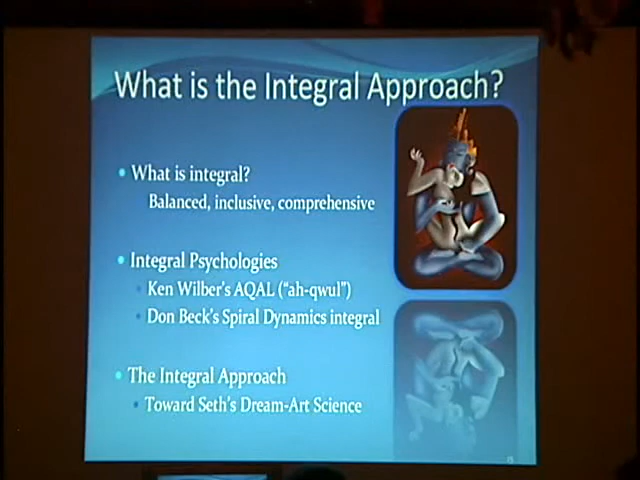 What is the Integral Approach?
• What is integral?
Balanced, inclusive, comprehensive
• Integral Psychologies
• Ken Wilber's AQAL ("ah-qwul")
• Don Beck's Spiral Dynamics integral
• The Integral Approach
• Toward Seth's Dream-Art Science